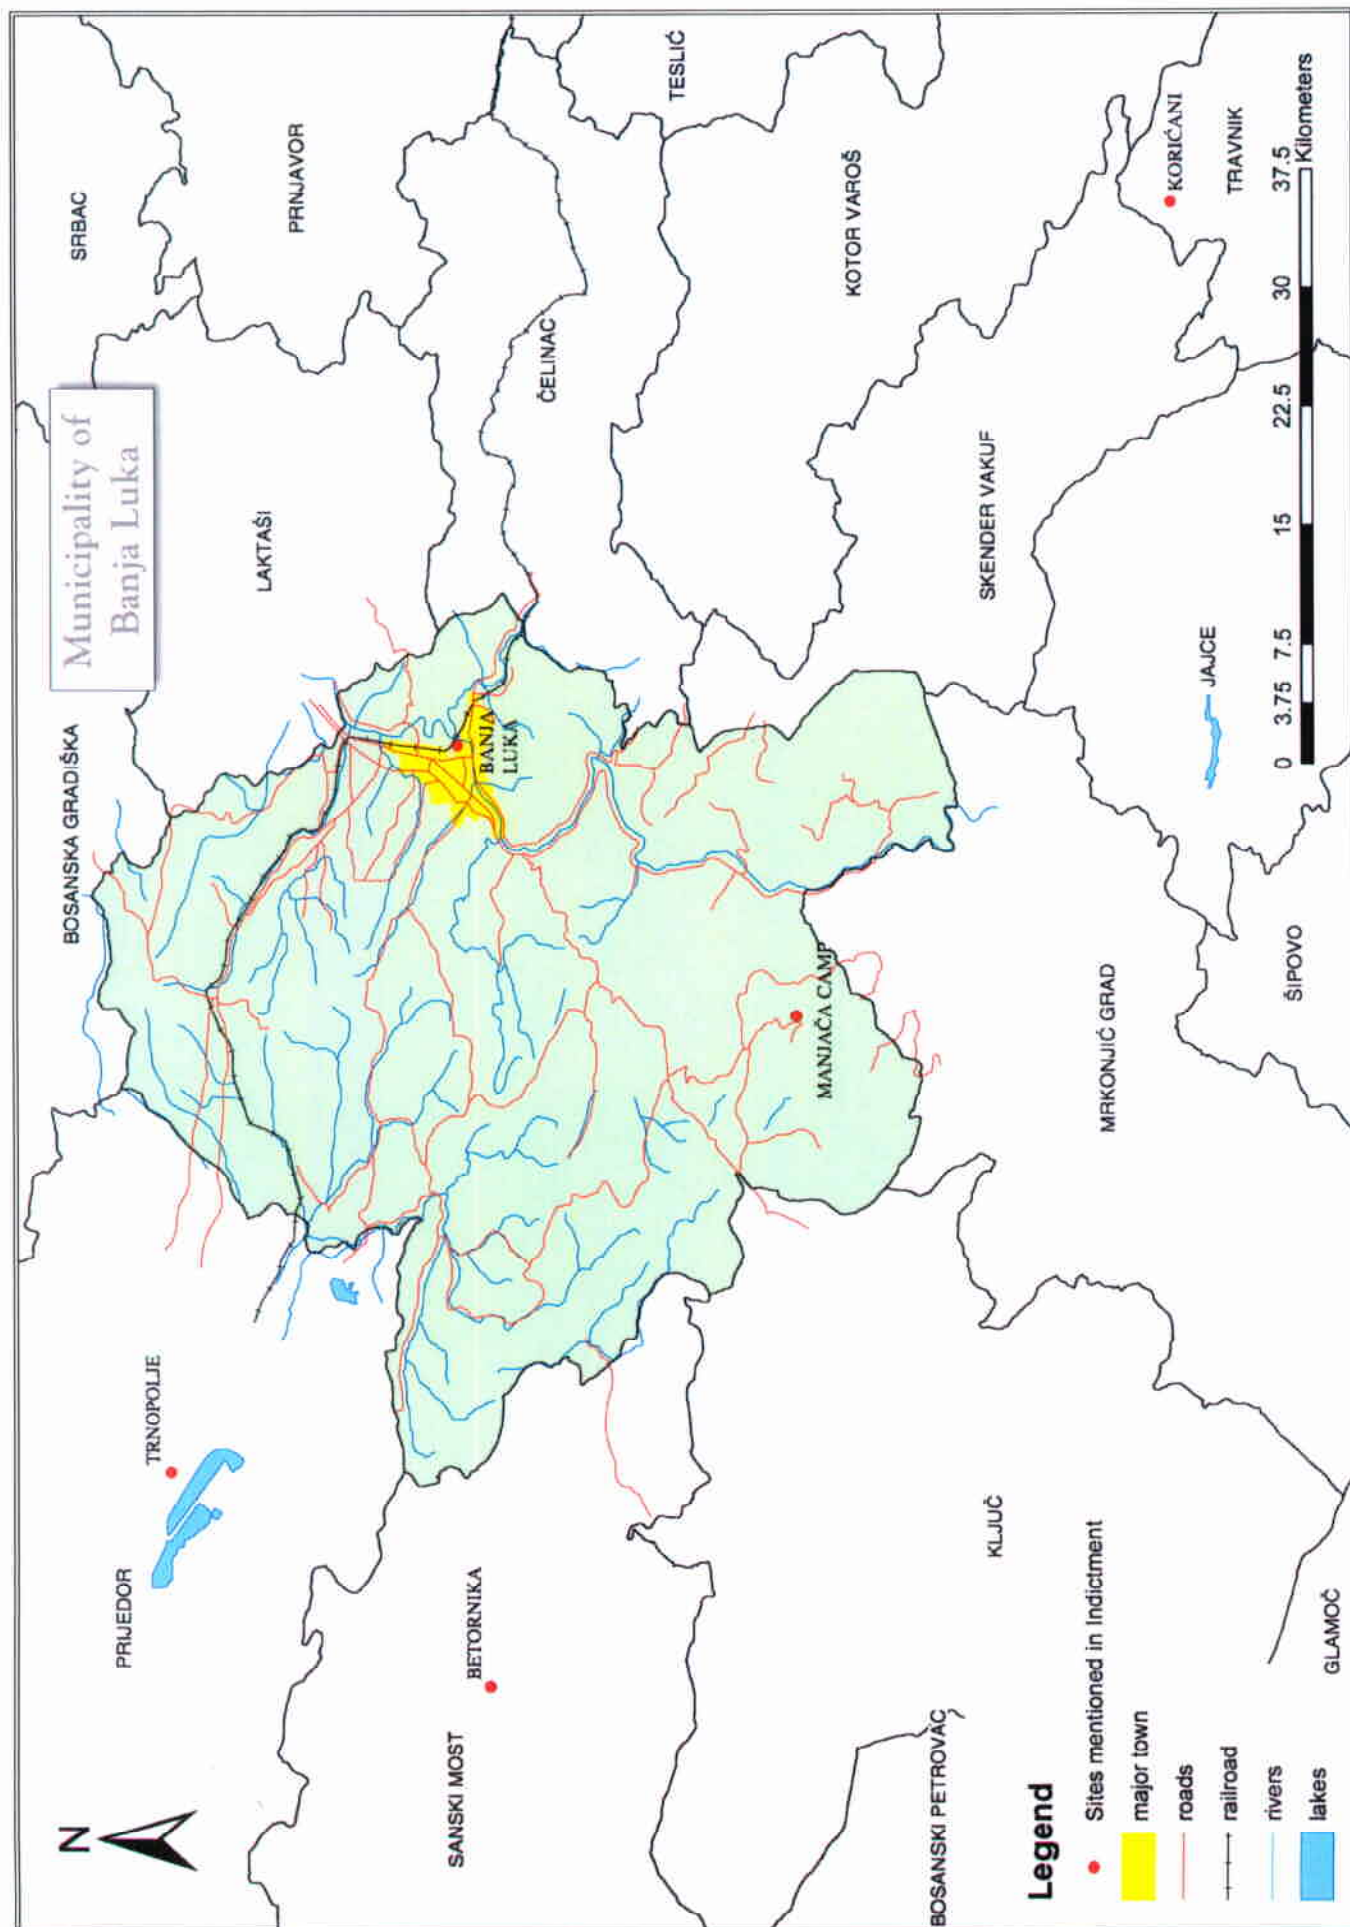 Municipality of
Banja Luka
N
BOSANSKA GRADIŠKA
SRBAC
PRIJEDOR
TRNOPOLJE
LAKTAŠI
PRNJAVOR
SANSKI MOST
BETORNIKA
BANJA
LUKA
ČELINAC
TESLIĆ
MANJAČA CAMP
KOTOR VAROŠ
BOSANSKI PETROVAC
KLJUČ
SKENDER VAKUF
MRKONJIĆ GRAD
KORIĆANI
JAJCE
TRAVNIK
ŠIPOVO
GLAMOČ
Legend
Sites mentioned in Indictment
major town
roads
railroad
rivers
lakes
0 3.75 7.5 15 22.5 30 37.5
Kilometers